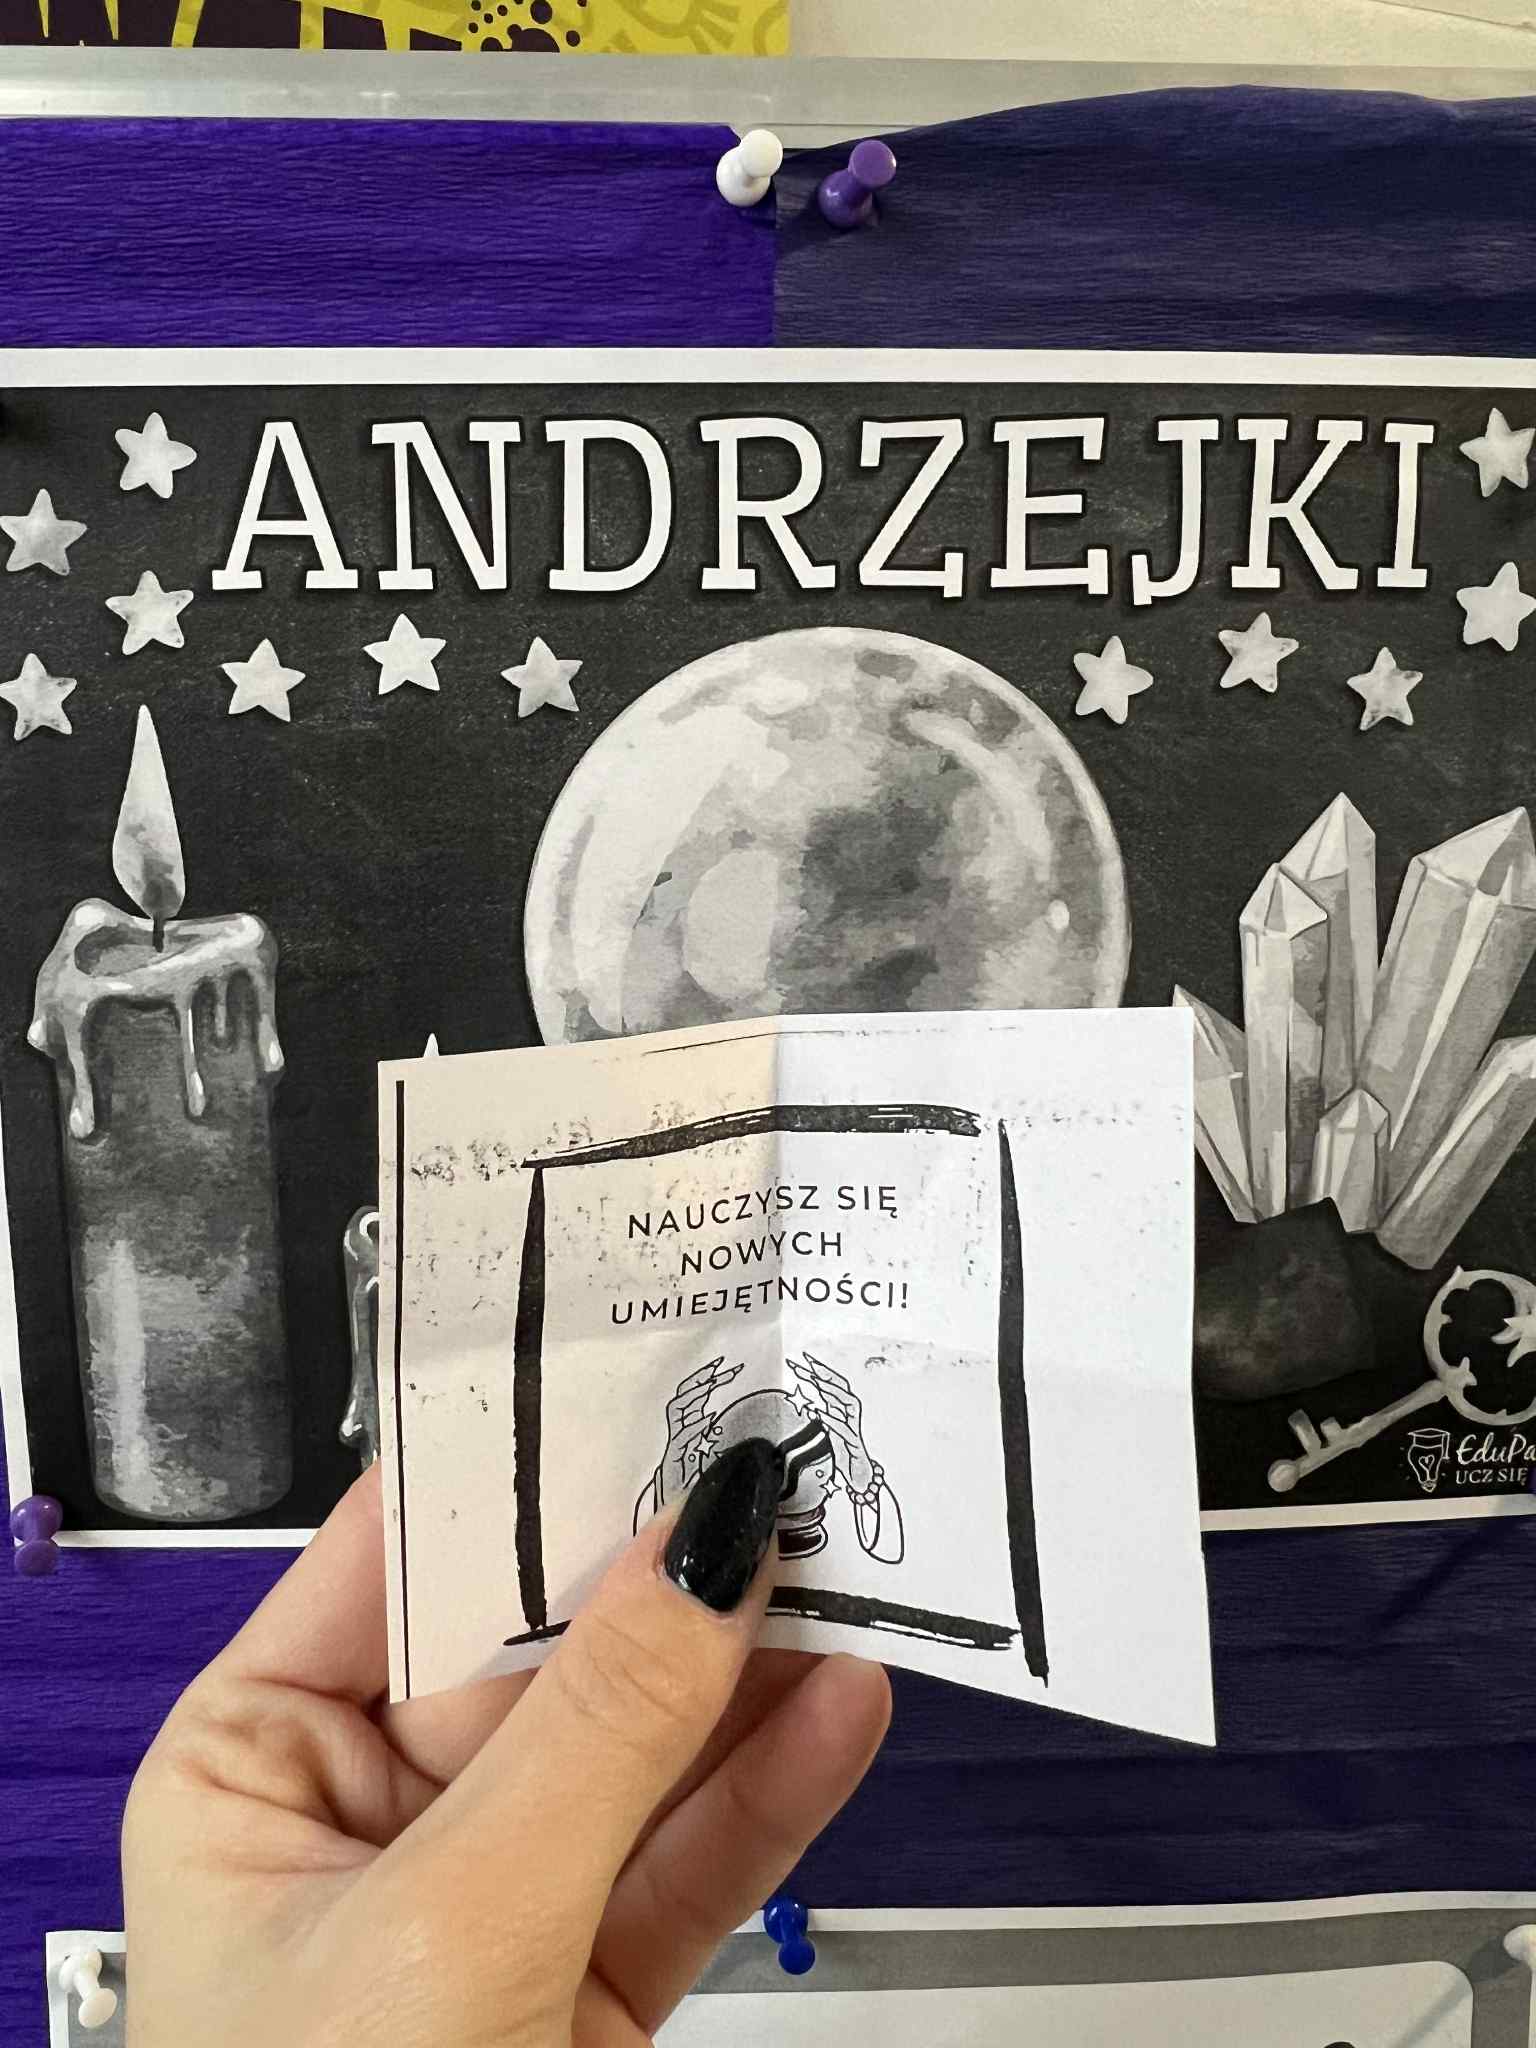 ANDRZEJKI
NAUCZYSZ SIĘ
NOWYCH
UMIEJĘTNOŚCI!
UCZ SIĘ